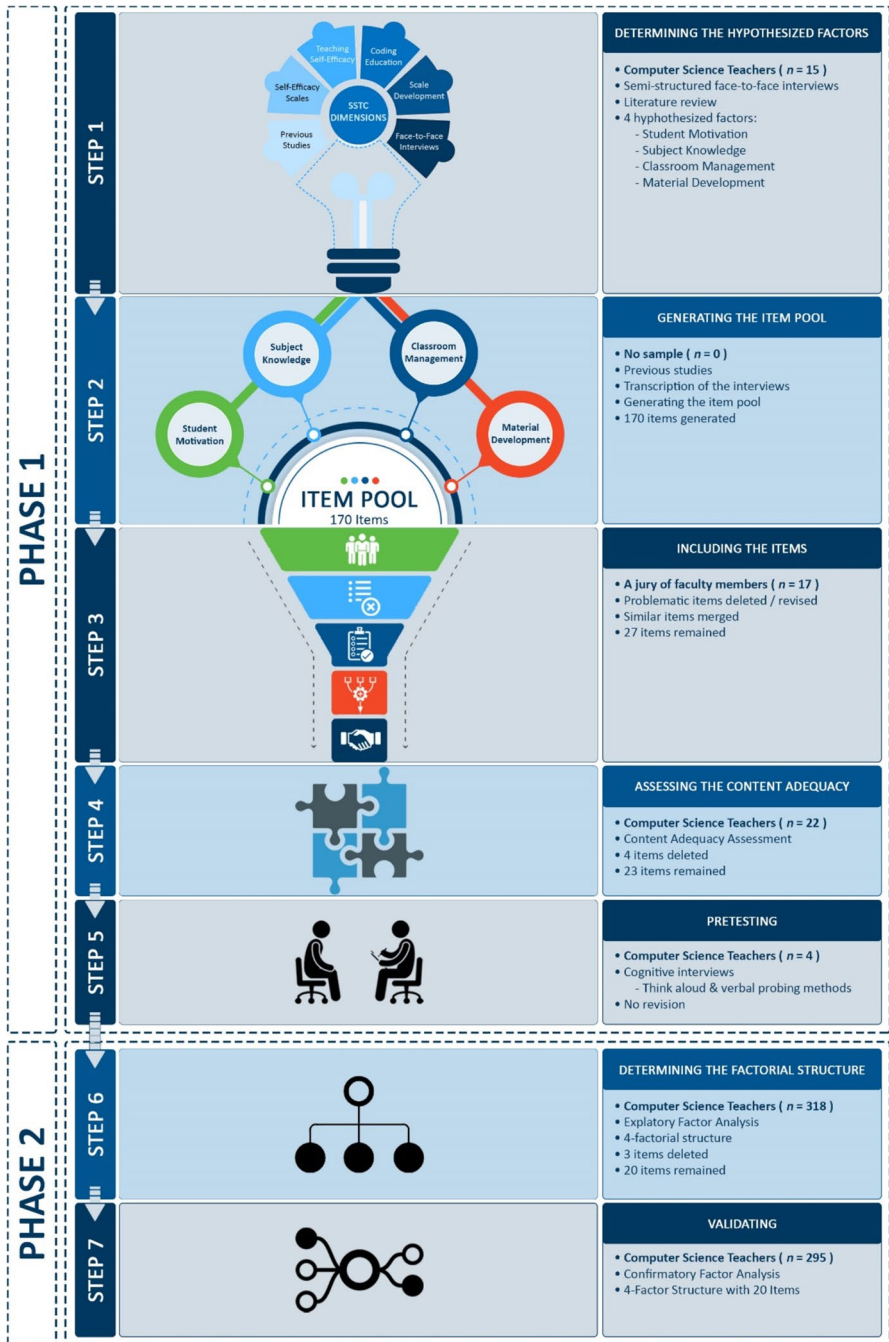 PHASE 1
STEP 1
Teaching
Self-Efficacy
Coding
Education
Self-Efficacy
Scales
Scale
Development
SSTC
DIMENSIONS
Previous
Studies
Face-to-Face
Interviews
DETERMINING THE HYPOTHESIZED FACTORS
• Computer Science Teachers ( n = 15 )
• Semi-structured face-to-face interviews
• Literature review
• 4 hyphothesized factors:
- Student Motivation
- Subject Knowledge
- Classroom Management
- Material Development
STEP 2
Subject
Knowledge
Classroom
Management
Student
Motivation
Material
Development
ITEM POOL
170 Items
GENERATING THE ITEM POOL
• No sample ( n = 0 )
• Previous studies
• Transcription of the interviews
• Generating the item pool
• 170 items generated
STEP 3
INCLUDING THE ITEMS
• A jury of faculty members ( n = 17 )
• Problematic items deleted / revised
• Similar items merged
• 27 items remained
STEP 4
ASSESSING THE CONTENT ADEQUACY
• Computer Science Teachers ( n = 22 )
• Content Adequacy Assessment
• 4 items deleted
• 23 items remained
STEP 5
PRETESTING
• Computer Science Teachers ( n = 4 )
• Cognitive interviews
- Think aloud & verbal probing methods
• No revision
PHASE 2
STEP 6
DETERMINING THE FACTORIAL STRUCTURE
• Computer Science Teachers ( n = 318 )
• Explatory Factor Analysis
• 4-factorial structure
• 3 items deleted
• 20 items remained
STEP 7
VALIDATING
• Computer Science Teachers ( n = 295 )
• Confirmatory Factor Analysis
• 4-Factor Structure with 20 Items